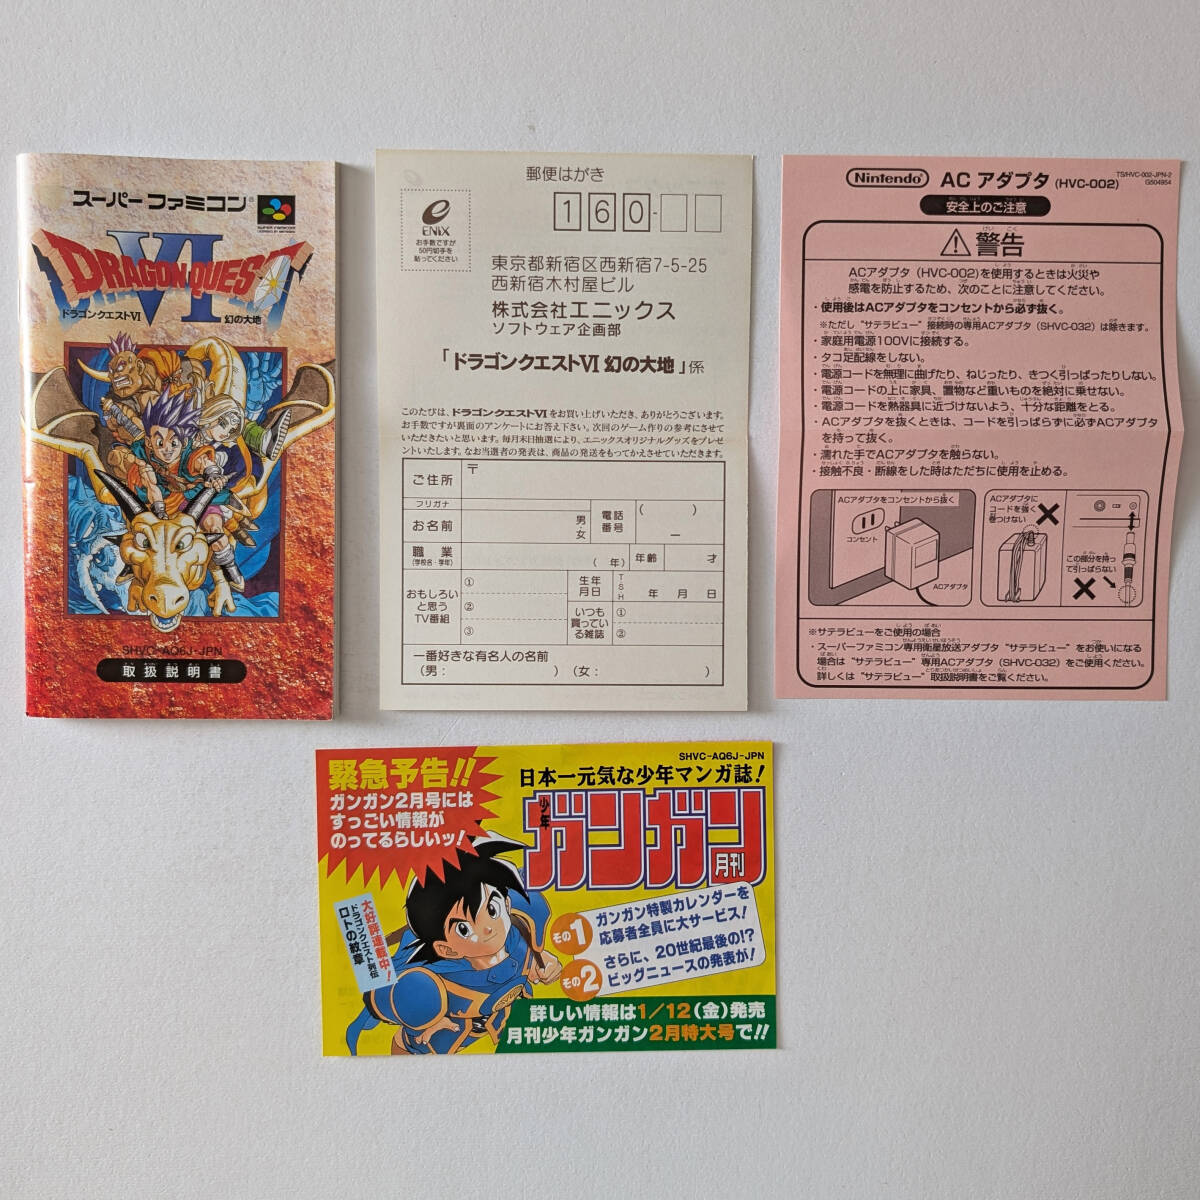 スーパーファミコン
SUPER FAMICOM
DRAGON QUEST
VI
ドラゴンクエストVI 幻の大地
SHVC-AQ6J-JPN
取扱説明書
郵便はがき
ENIX
お手数ですが
50円切手を
貼ってください
160-
東京都新宿区西新宿7-5-25
西新宿木村屋ビル
株式会社エニックス
ソフトウェア企画部
「ドラゴンクエストVI 幻の大地」係
このたびは、ドラゴンクエストVIをお買い上げいただき、ありがとうございます。
お手数ですが裏面のアンケートにお答え下さい。次回のゲーム作りの参考にさせて
いただきたいと思います。毎月末日抽選により、エニックスオリジナルグッズをプレゼ
ントいたします。なお当選者の発表は、商品の発送をもってかえさせていただきます。
ご住所 〒
フリガナ
お名前 男・女 電話番号 ( ) ー
職業 (学校名・学年) ( 年) 年齢 才
おもしろいと思うTV番組 ① ② ③
生年月日 T S H 年 月 日
いつも買っている雑誌 ① ②
一番好きな有名人の名前
(男: ) (女: )
Nintendo ACアダプタ(HVC-002)
TS/HVC-002-JPN-2
G504954
安全上のご注意
警告
ACアダプタ(HVC-002)を使用するときは火災や
感電を防止するため、次のことに注意してください。
・使用後はACアダプタをコンセントから必ず抜く。
※ただし"サテラビュー"接続時の専用ACアダプタ(SHVC-032)は除きます。
・家庭用電源100Vに接続する。
・タコ足配線をしない。
・電源コードを無理に曲げたり、ねじったり、きつく引っぱったりしない。
・電源コードの上に家具、置物など重いものを絶対に乗せない。
・電源コードを熱器具に近づけないよう、十分な距離をとる。
・ACアダプタを抜くときは、コードを引っぱらずに必ずACアダプタ
を持って抜く。
・濡れた手でACアダプタを触らない。
・接触不良・断線をした時はただちに使用を止める。
ACアダプタをコンセントから抜く
コンセント
ACアダプタ
ACアダプタに
コードを強く
巻つけない
この部分を持っ
て引っぱらない
※サテラビューをご使用の場合
・スーパーファミコン専用衛星放送アダプタ"サテラビュー"をお使いになる
場合は"サテラビュー"専用ACアダプタ(SHVC-032)をご使用ください。
詳しくは"サテラビュー"取扱説明書をご覧ください。
SHVC-AQ6J-JPN
緊急予告!!
ガンガン2月号には
すっごい情報が
のってるらしいッ!
日本一元気な少年マンガ誌!
少年ガンガン
月刊
大好評連載中!
ドラゴンクエスト列伝
ロトの紋章
その1 ガンガン特製カレンダーを
応募者全員に大サービス!
その2 さらに、20世紀最後の!?
ビッグニュースの発表が!
詳しい情報は1/12(金)発売
月刊少年ガンガン2月特大号で!!